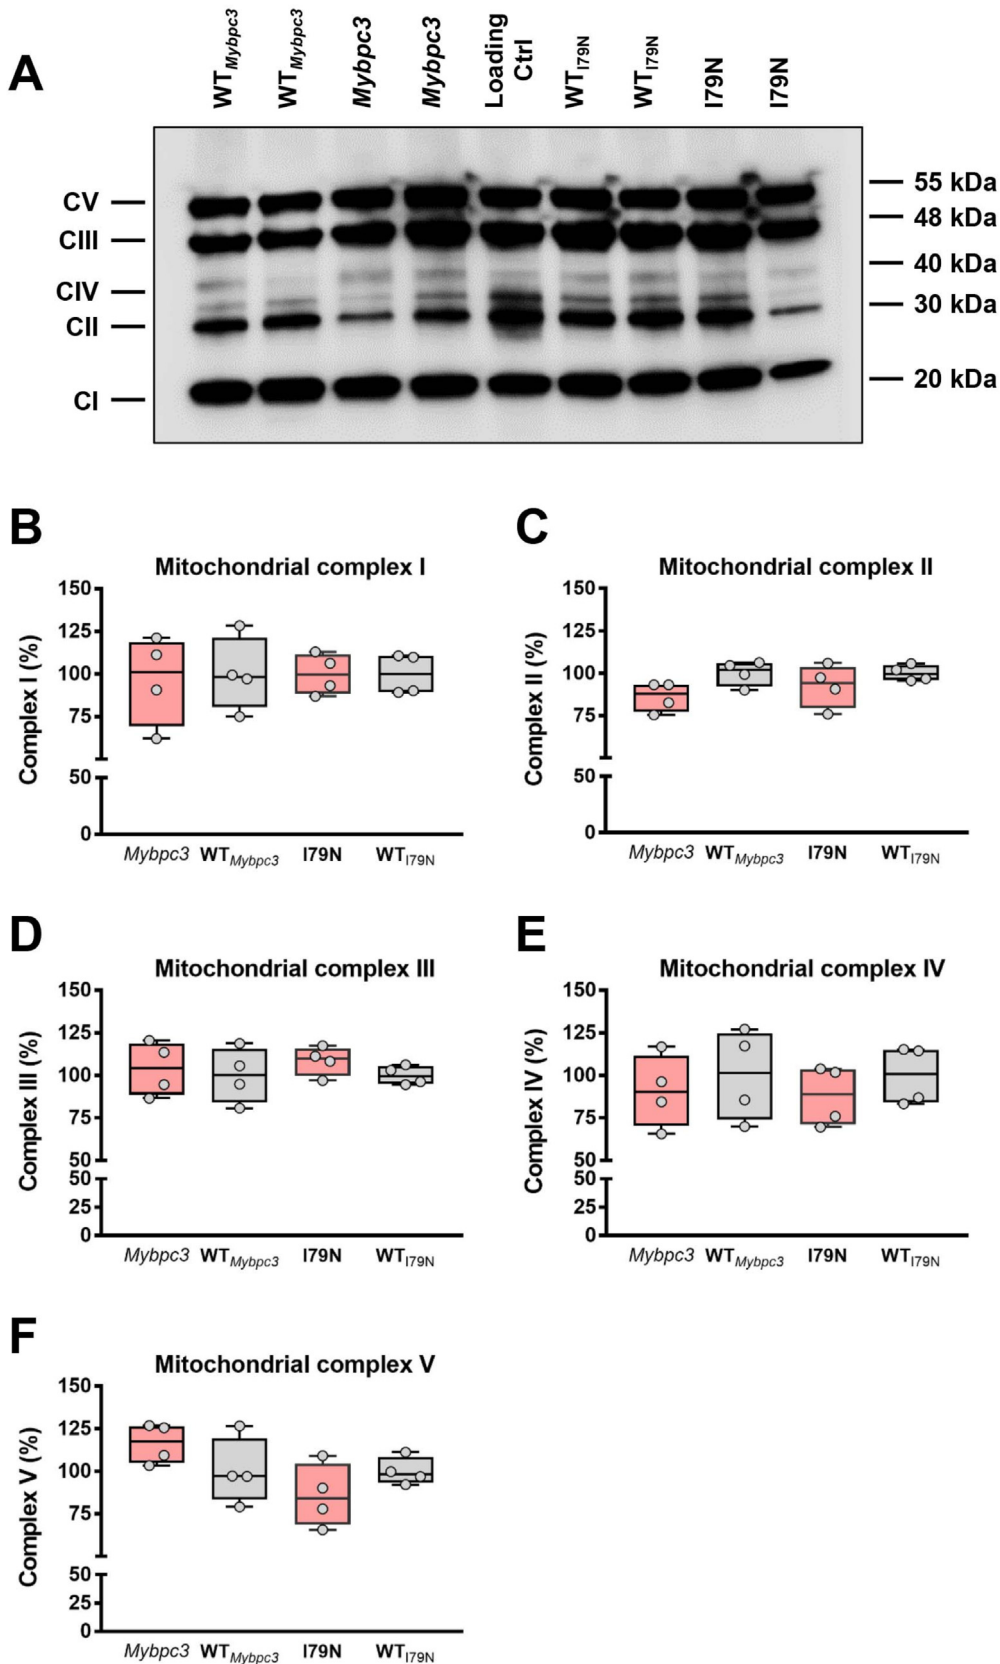 A
WTMybpc3
WTMybpc3
Mybpc3
Mybpc3
Loading
Ctrl
WTI79N
WTI79N
I79N
I79N
CV
CIII
CIV
CII
CI
55 kDa
48 kDa
40 kDa
30 kDa
20 kDa
B
Mitochondrial complex I
Complex I (%)
150
125
100
75
50
0
Mybpc3 WTMybpc3 I79N WTI79N
C
Mitochondrial complex II
Complex II (%)
150
125
100
75
50
0
Mybpc3 WTMybpc3 I79N WTI79N
D
Mitochondrial complex III
Complex III (%)
150
125
100
75
50
50
25
0
Mybpc3 WTMybpc3 I79N WTI79N
E
Mitochondrial complex IV
Complex IV (%)
150
125
100
75
50
50
25
0
Mybpc3 WTMybpc3 I79N WTI79N
F
Mitochondrial complex V
Complex V (%)
150
125
100
75
50
25
0
Mybpc3 WTMybpc3 I79N WTI79N